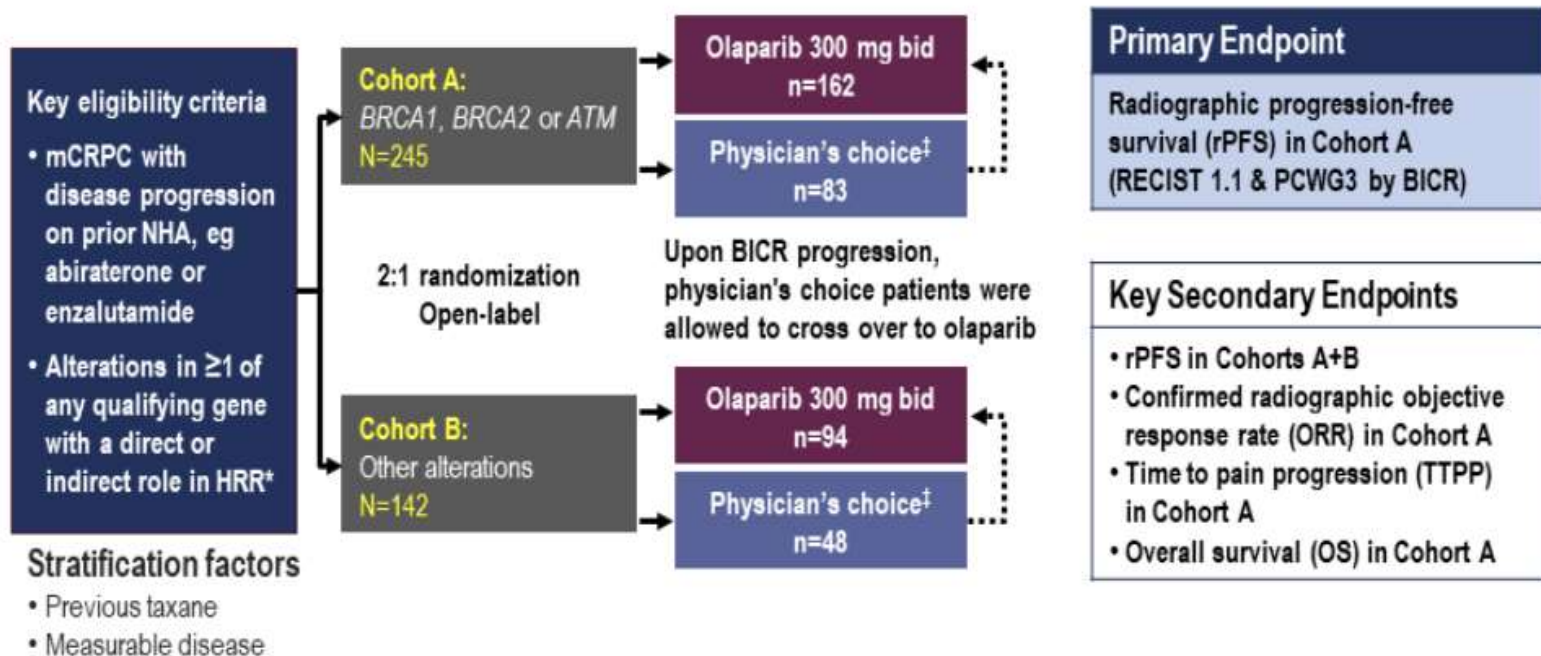 Key eligibility criteria
• mCRPC with
disease progression
on prior NHA, eg
abiraterone or
enzalutamide
• Alterations in ≥1 of
any qualifying gene
with a direct or
indirect role in HRR*
Stratification factors
• Previous taxane
• Measurable disease
Cohort A:
BRCA1, BRCA2 or ATM
N=245
2:1 randomization
Open-label
Cohort B:
Other alterations
N=142
Olaparib 300 mg bid
n=162
Physician's choice‡
n=83
Upon BICR progression,
physician's choice patients were
allowed to cross over to olaparib
Olaparib 300 mg bid
n=94
Physician's choice‡
n=48
Primary Endpoint
Radiographic progression-free
survival (rPFS) in Cohort A
(RECIST 1.1 & PCWG3 by BICR)
Key Secondary Endpoints
• rPFS in Cohorts A+B
• Confirmed radiographic objective
response rate (ORR) in Cohort A
• Time to pain progression (TTPP)
in Cohort A
• Overall survival (OS) in Cohort A